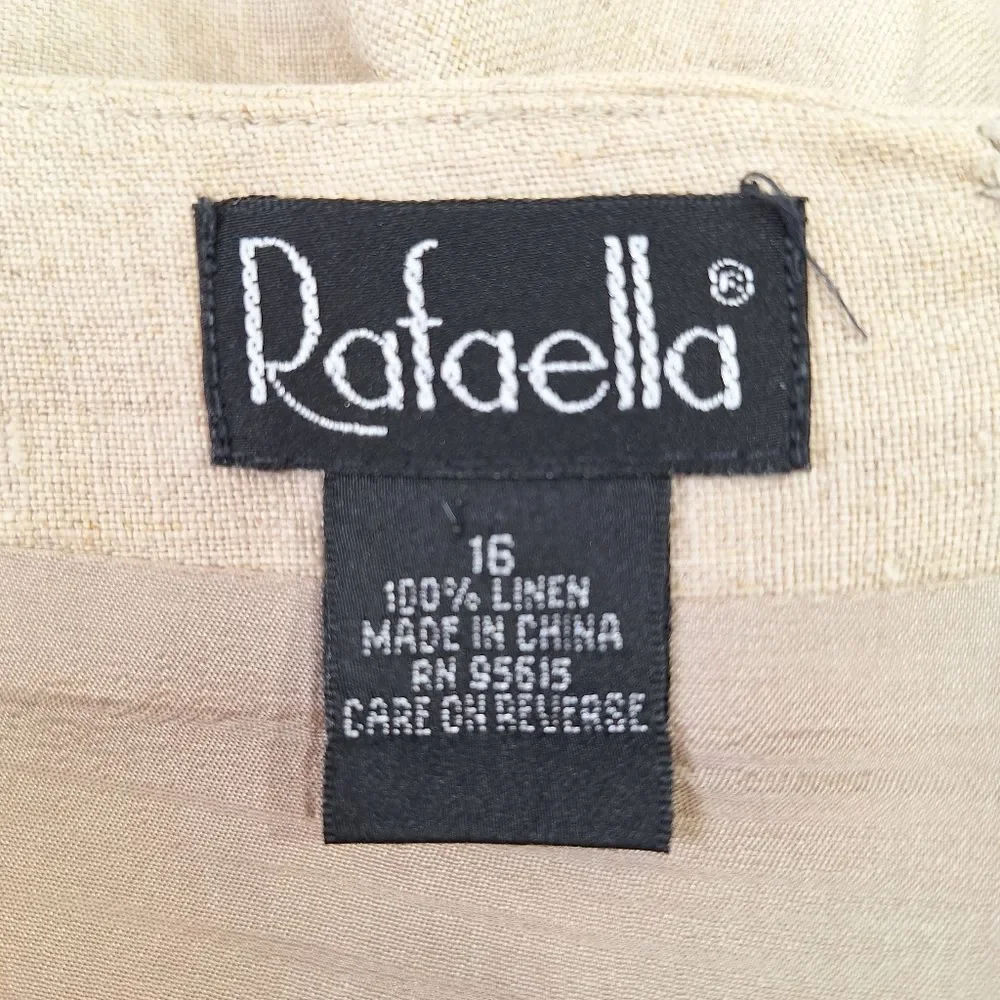 Rafaella®
16
100% LINEN
MADE IN CHINA
RN 95615
CARE ON REVERSE